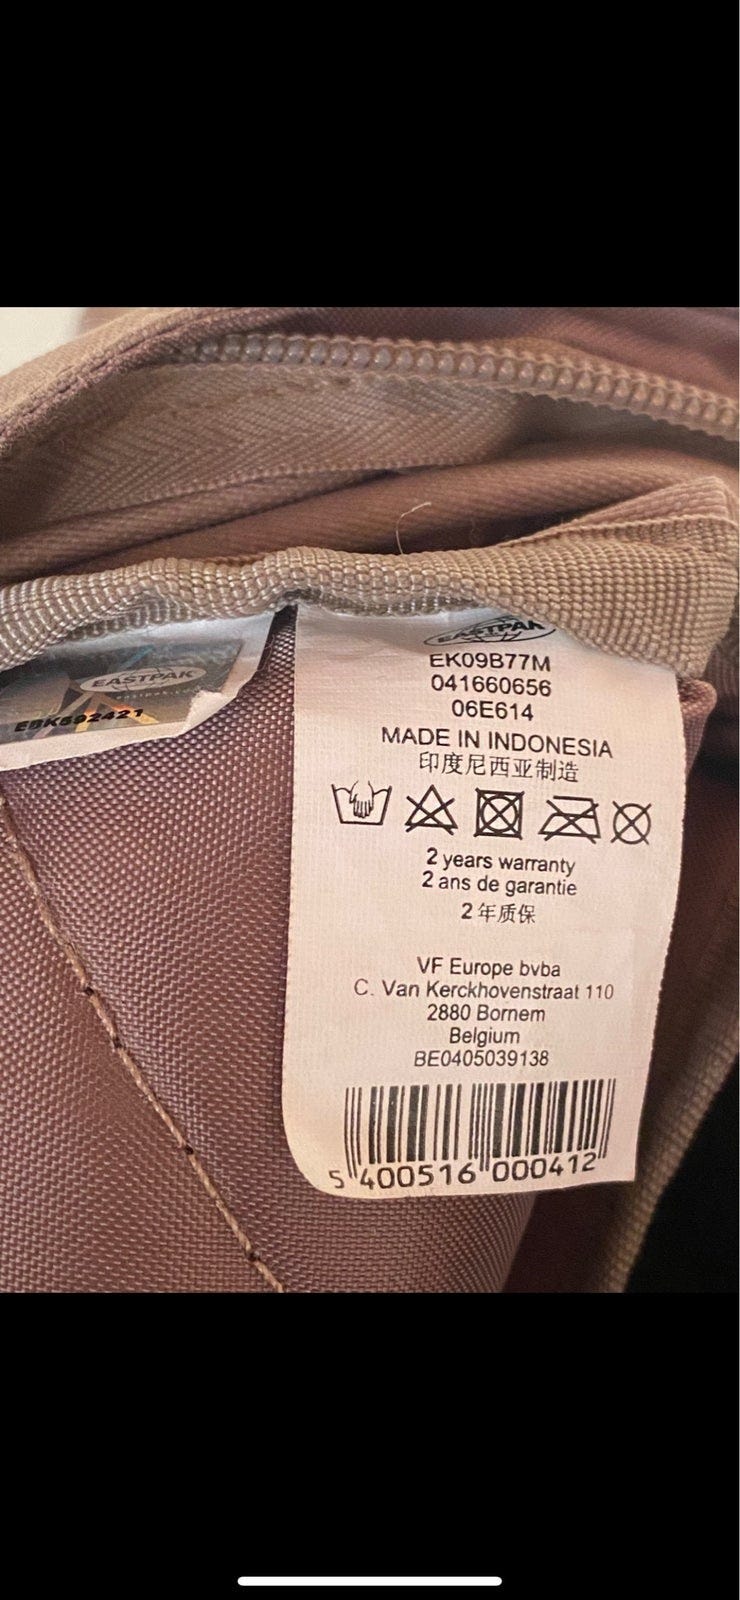 EASTPAK
EBK592421
EASTPAK
EK09B77M
041660656
06E614
MADE IN INDONESIA
印度尼西亚制造
2 years warranty
2 ans de garantie
2 年质保
VF Europe bvba
C. Van Kerckhovenstraat 110
2880 Bornem
Belgium
BE0405039138
5 400516 000412